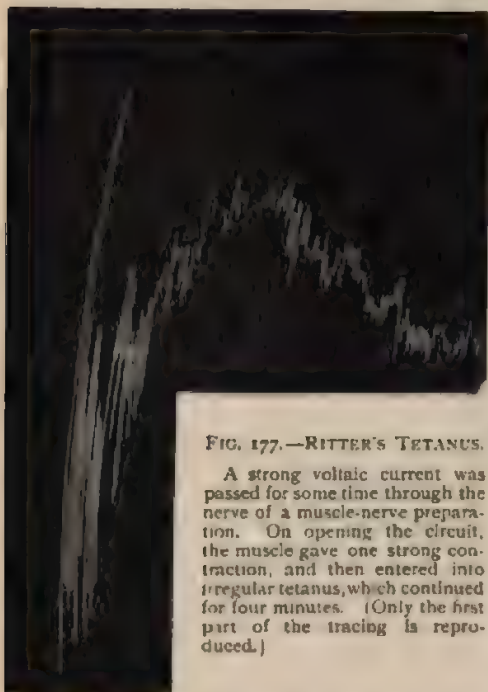 FIG. 177.—RITTER'S TETANUS.
A strong voltaic current was
passed for some time through the
nerve of a muscle-nerve prepara-
tion. On opening the circuit,
the muscle gave one strong con-
traction, and then entered into
irregular tetanus, which continued
for four minutes. (Only the first
part of the tracing is repro-
duced.)